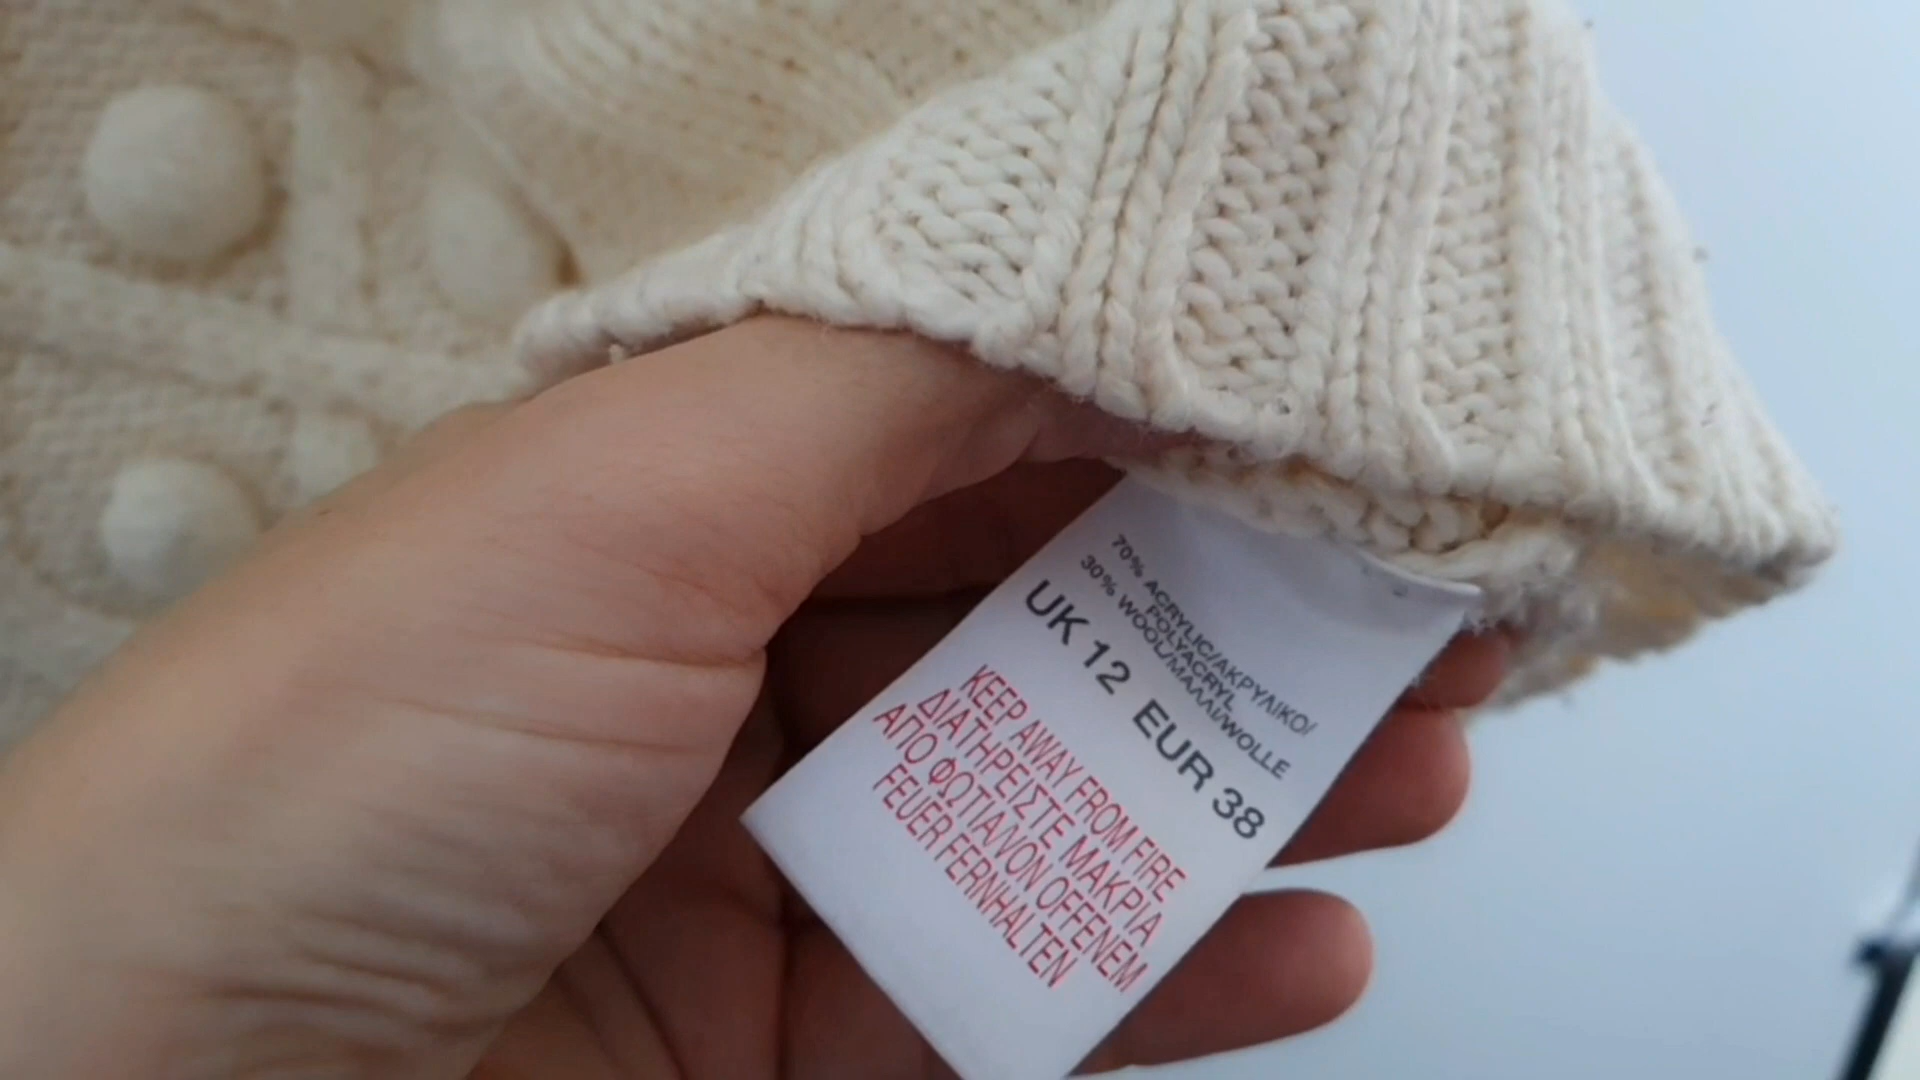 70% ACRYLIC/ΑΚΡΥΛΙΚΟ/
POLYACRYL
30% WOOL/ΜΑΛΛΙ/WOLLE
UK 12 EUR 38
KEEP AWAY FROM FIRE
ΔΙΑΤΗΡΕΙΣΤΕ ΜΑΚΡΙΑ
ΑΠΟ ΦΩΤΙΑ/VON OFFENEM
FEUER FERNHALTEN